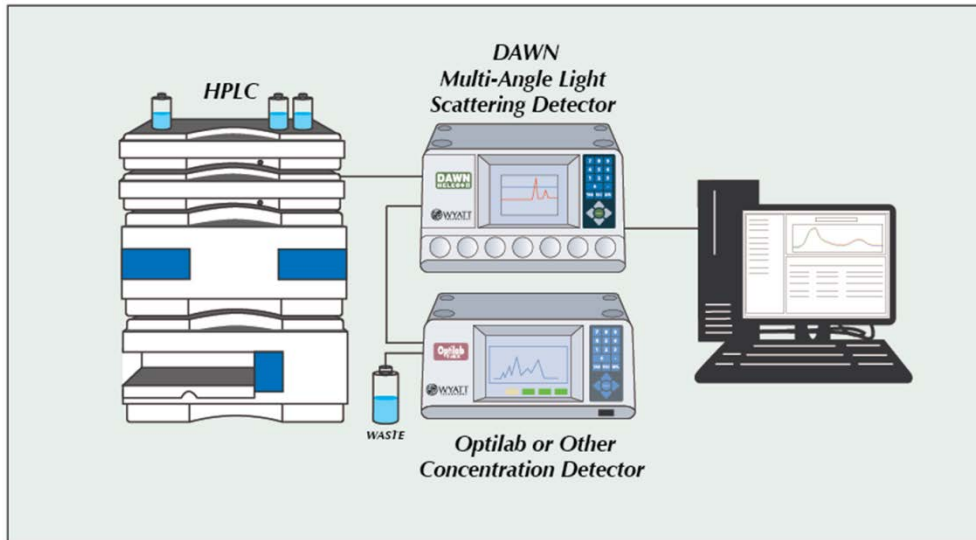 HPLC
DAWN
Multi-Angle Light
Scattering Detector
DAWN
WYATT
Optilab
WYATT
WASTE
Optilab or Other
Concentration Detector